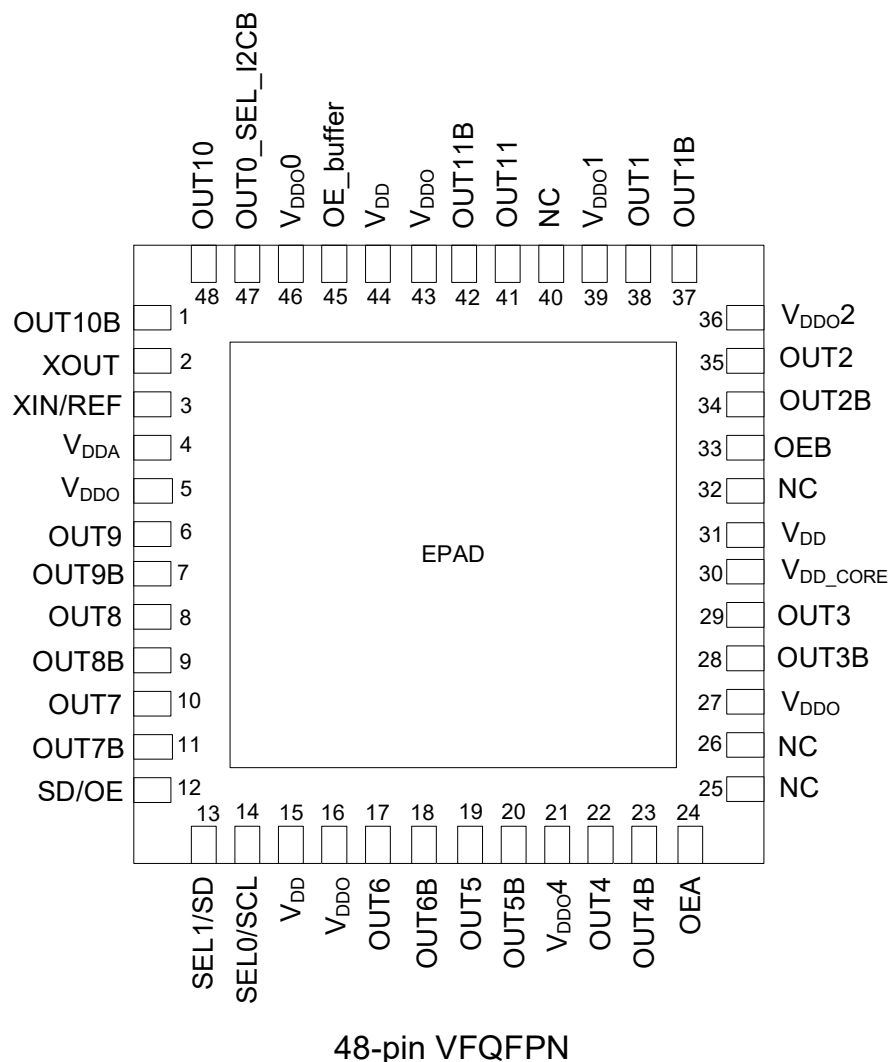 OUT10
OUT0_SEL_I2CB
VDDO0
OE_buffer
VDD
VDDO
OUT11B
OUT11
NC
VDDO1
OUT1
OUT1B
48 47 46 45 44 43 42 41 40 39 38 37
OUT10B 1
XOUT 2
XIN/REF 3
VDDA 4
VDDO 5
OUT9 6
OUT9B 7
OUT8 8
OUT8B 9
OUT7 10
OUT7B 11
SD/OE 12
EPAD
36 VDDO2
35 OUT2
34 OUT2B
33 OEB
32 NC
31 VDD
30 VDD_CORE
29 OUT3
28 OUT3B
27 VDDO
26 NC
25 NC
13 14 15 16 17 18 19 20 21 22 23 24
SEL1/SD
SEL0/SCL
VDD
VDDO
OUT6
OUT6B
OUT5
OUT5B
VDDO4
OUT4
OUT4B
OEA
48-pin VFQFPN